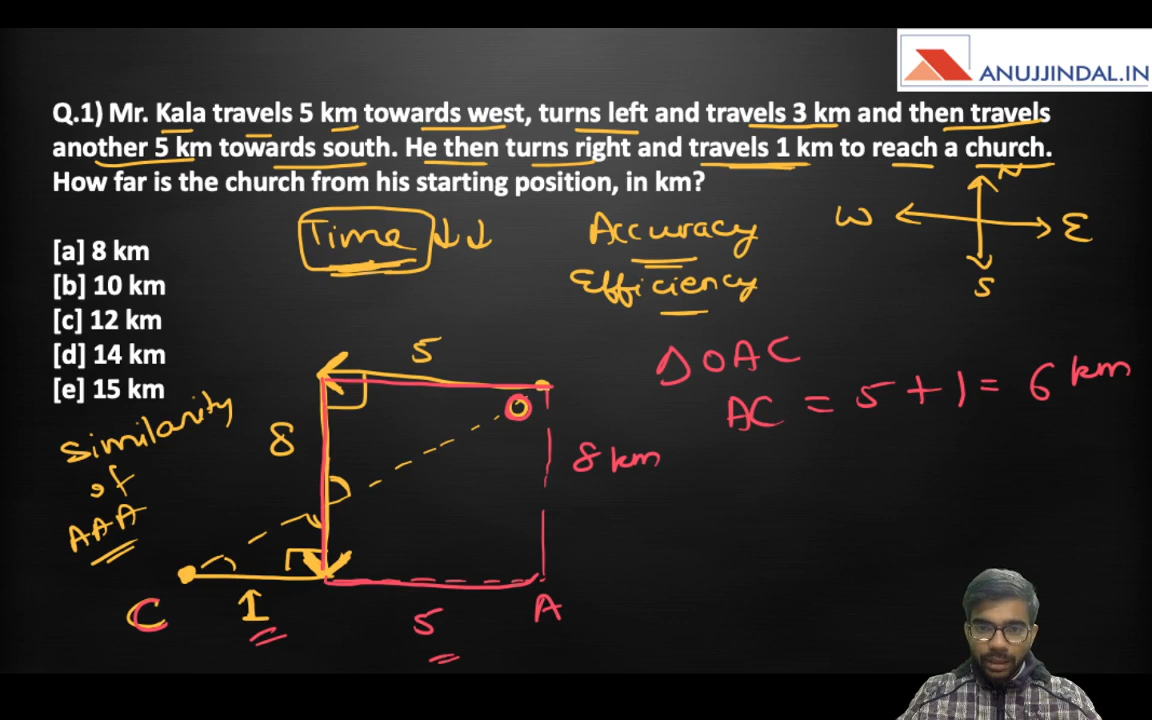 ANUJJINDAL.IN
Q.1) Mr. Kala travels 5 km towards west, turns left and travels 3 km and then travels
another 5 km towards south. He then turns right and travels 1 km to reach a church.
How far is the church from his starting position, in km?
N
W
E
S
Time ↓↓
Accuracy
Efficiency
[a] 8 km
[b] 10 km
[c] 12 km
[d] 14 km
[e] 15 km
Similarity
of
AAA
5
O
8
8 km
C
1
5
A
△OAC
AC = 5+1 = 6 km